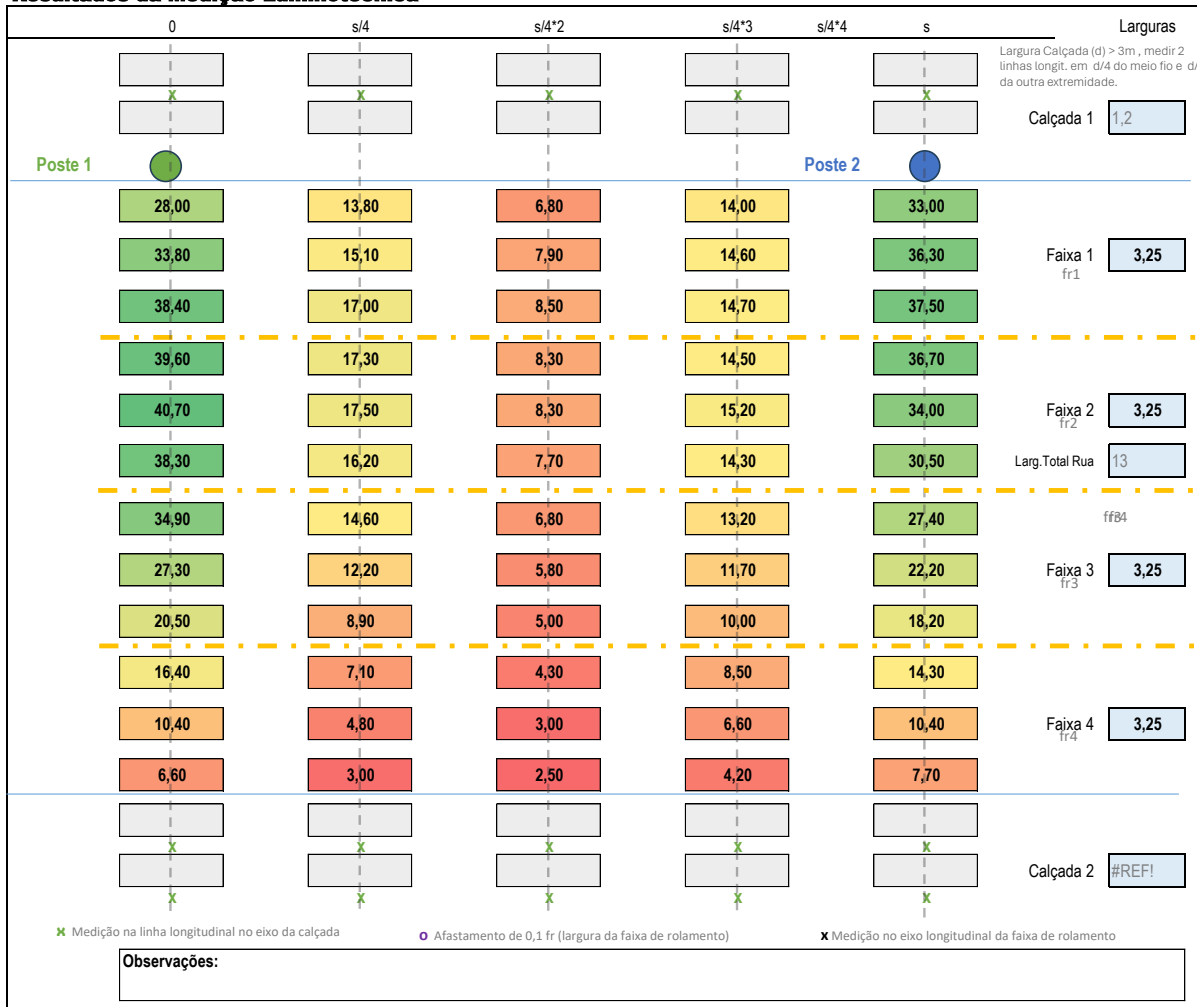 Resultados da medição Luminotécnica
0 s/4 s/4*2 s/4*3 s/4*4 s Larguras
Largura Calçada (d) > 3m , medir 2
linhas longit. em d/4 do meio fio e d/
da outra extremidade.
x x x x x
Calçada 1 1,2
Poste 1 Poste 2
28,00 13,80 6,80 14,00 33,00
33,80 15,10 7,90 14,60 36,30 Faixa 1 3,25
fr1
38,40 17,00 8,50 14,70 37,50
39,60 17,30 8,30 14,50 36,70
40,70 17,50 8,30 15,20 34,00 Faixa 2 3,25
fr2
38,30 16,20 7,70 14,30 30,50 Larg.Total Rua 13
34,90 14,60 6,80 13,20 27,40
27,30 12,20 5,80 11,70 22,20 Faixa 3 3,25
fr3
20,50 8,90 5,00 10,00 18,20
16,40 7,10 4,30 8,50 14,30
10,40 4,80 3,00 6,60 10,40 Faixa 4 3,25
fr4
6,60 3,00 2,50 4,20 7,70
x x x x x
Calçada 2 #REF!
x x x x x
x Medição na linha longitudinal no eixo da calçada o Afastamento de 0,1 fr (largura da faixa de rolamento) x Medição no eixo longitudinal da faixa de rolamento
Observações: